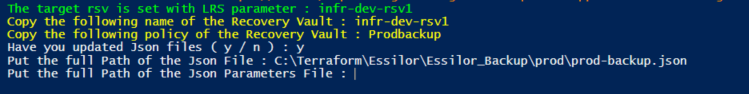 The target rsv is set with LRS parameter : infr-dev-rsv1
Copy the following name of the Recovery Vault : infr-dev-rsv1
Copy the following policy of the Recovery Vault : Prodbackup
Have you updated Json files ( y / n ) : y
Put the full Path of the Json File : C:\Terraform\Essilor\Essilor_Backup\prod\prod-backup.json
Put the full Path of the Json Parameters File :